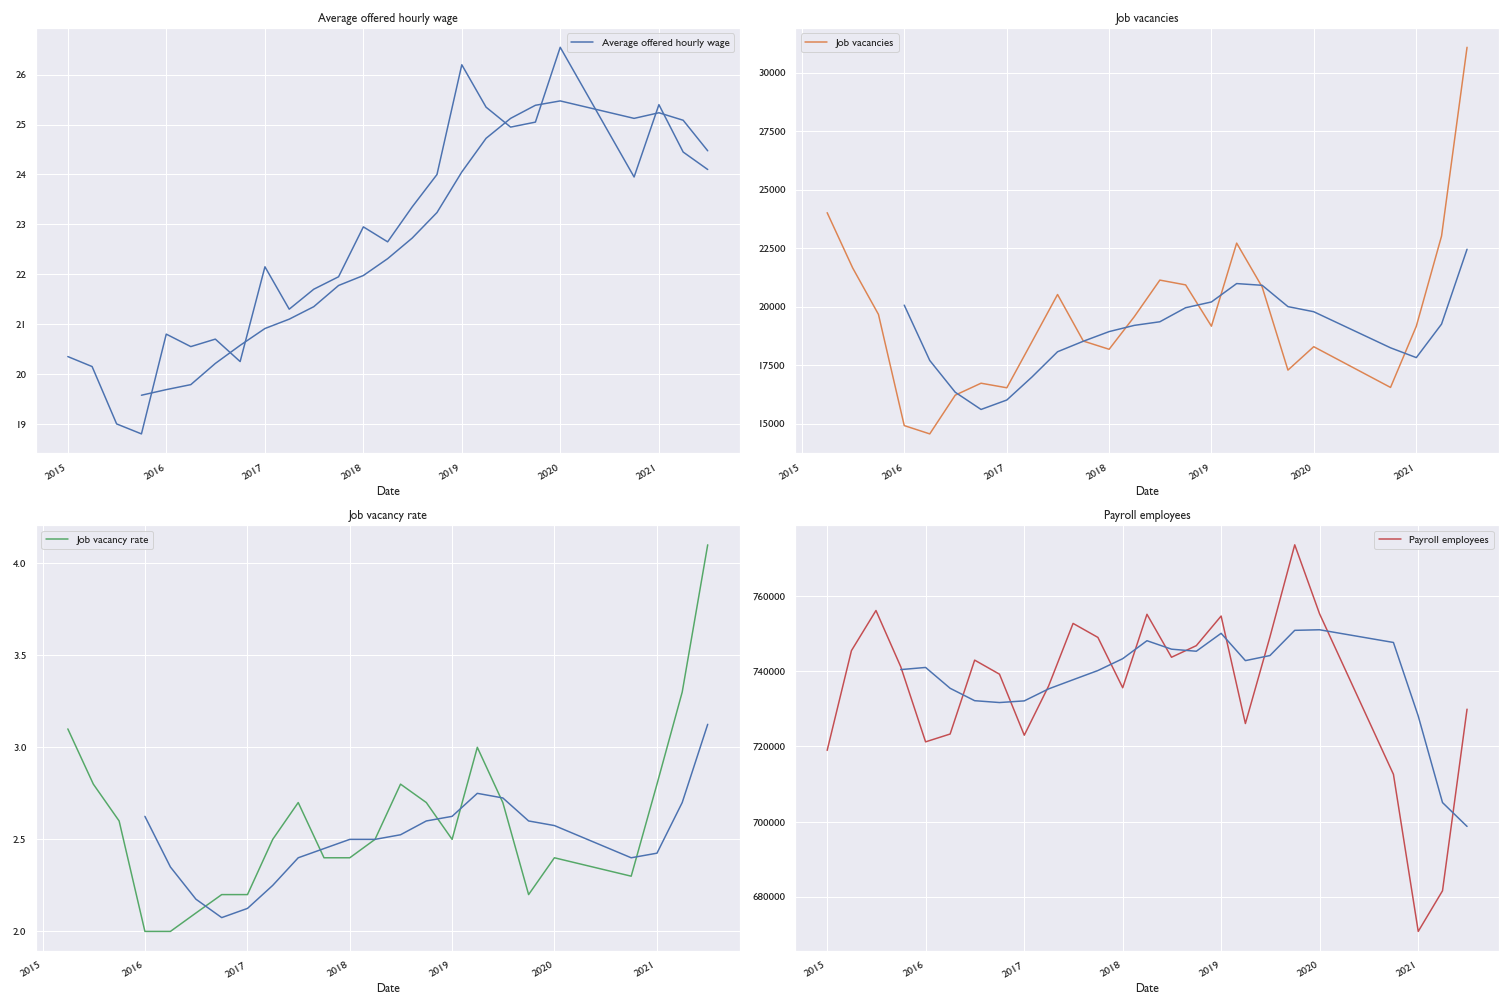 Average offered hourly wage
Average offered hourly wage
26
25
24
23
22
21
20
19
2015 2016 2017 2018 2019 2020 2021
Date
Job vacancies
Job vacancies
30000
27500
25000
22500
20000
17500
15000
2015 2016 2017 2018 2019 2020 2021
Date
Job vacancy rate
Job vacancy rate
4.0
3.5
3.0
2.5
2.0
2015 2016 2017 2018 2019 2020 2021
Date
Payroll employees
Payroll employees
760000
740000
720000
700000
680000
2015 2016 2017 2018 2019 2020 2021
Date